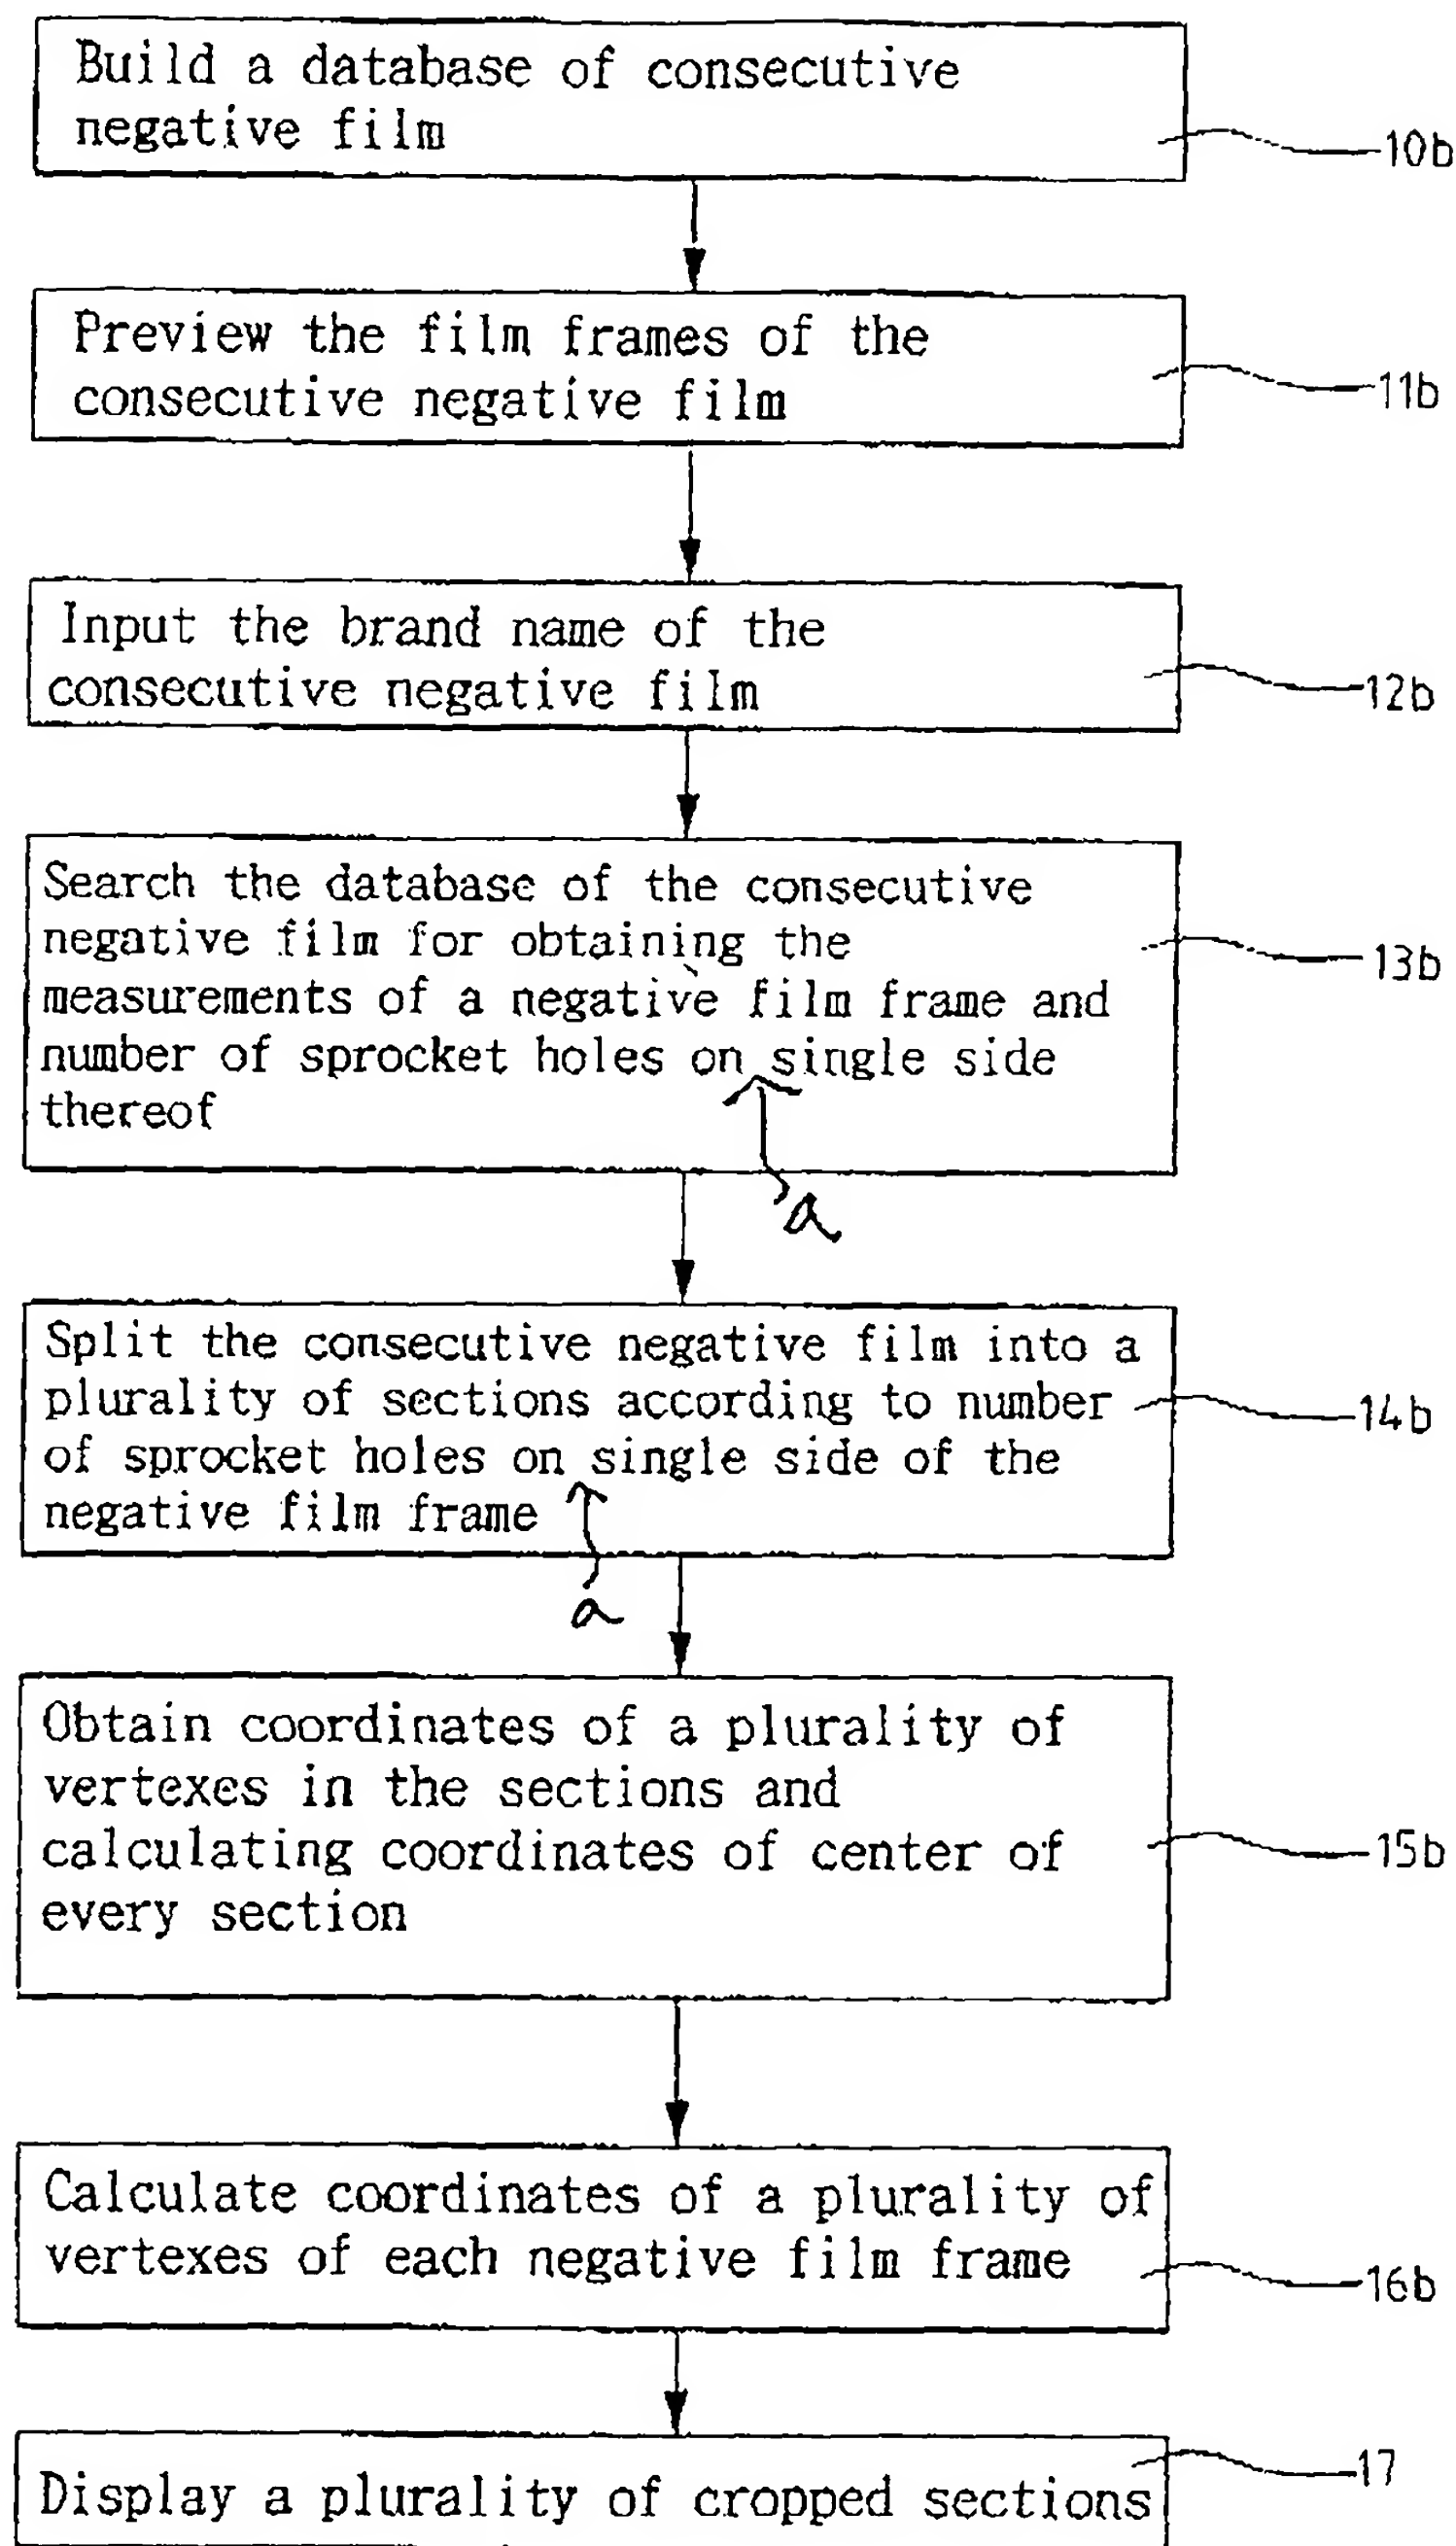 Build a database of consecutive
negative film
10b
Preview the film frames of the
consecutive negative film
11b
Input the brand name of the
consecutive negative film
12b
Search the database of the consecutive
negative film for obtaining the
measurements of a negative film frame and
number of sprocket holes on single side
thereof
13b
a
Split the consecutive negative film into a
plurality of sections according to number
of sprocket holes on single side of the
negative film frame
14b
a
Obtain coordinates of a plurality of
vertexes in the sections and
calculating coordinates of center of
every section
15b
Calculate coordinates of a plurality of
vertexes of each negative film frame
16b
Display a plurality of cropped sections
17